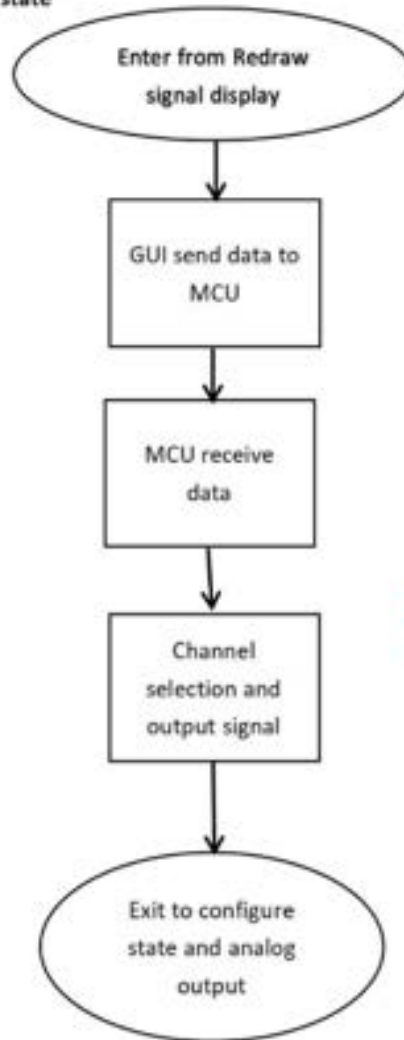 state
Enter from Redraw
signal display
GUI send data to
MCU
MCU receive
data
Channel
selection and
output signal
Exit to configure
state and analog
output